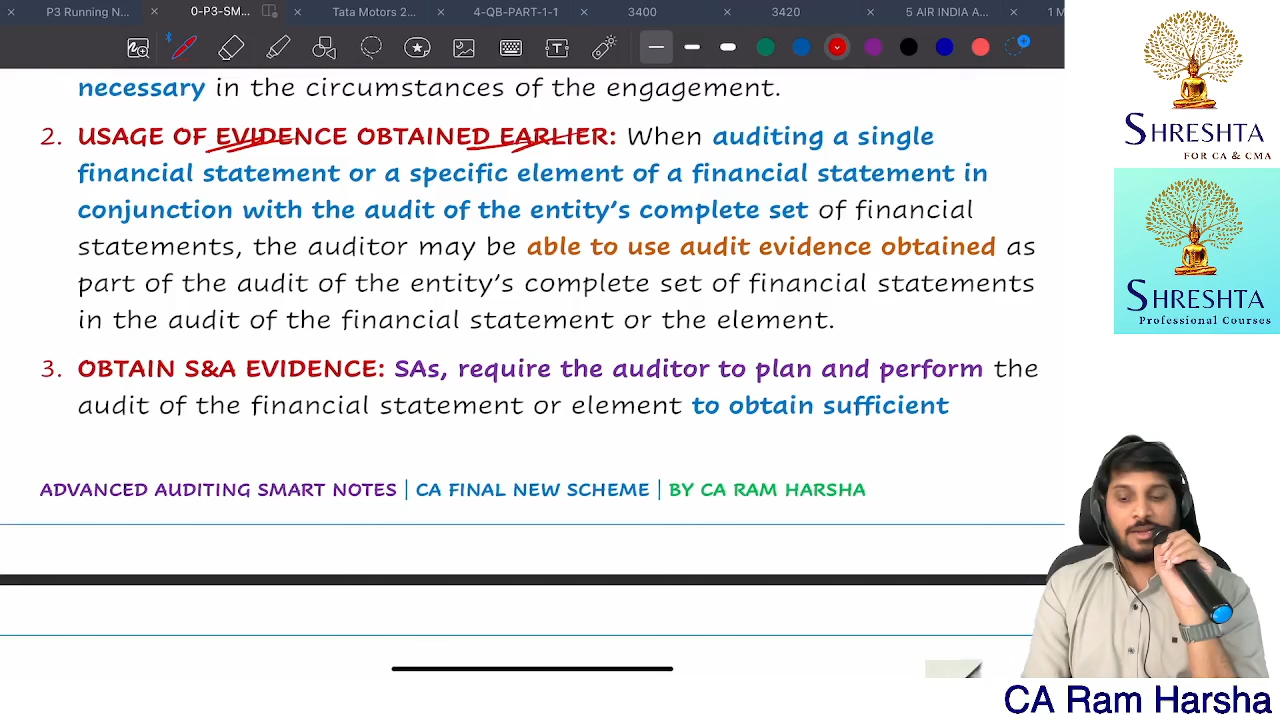 P3 Running N...
0-P3-SM...
Tata Motors 2...
4-QB-PART-1-1
3400
3420
5 AIR INDIA A...
1 M
necessary in the circumstances of the engagement.
2. USAGE OF EVIDENCE OBTAINED EARLIER: When auditing a single
financial statement or a specific element of a financial statement in
conjunction with the audit of the entity's complete set of financial
statements, the auditor may be able to use audit evidence obtained as
part of the audit of the entity's complete set of financial statements
in the audit of the financial statement or the element.
3. OBTAIN S&A EVIDENCE: SAs, require the auditor to plan and perform the
audit of the financial statement or element to obtain sufficient
ADVANCED AUDITING SMART NOTES | CA FINAL NEW SCHEME | BY CA RAM HARSHA
SHRESHTA
FOR CA & CMA
SHRESHTA
Professional Courses
CA Ram Harsha